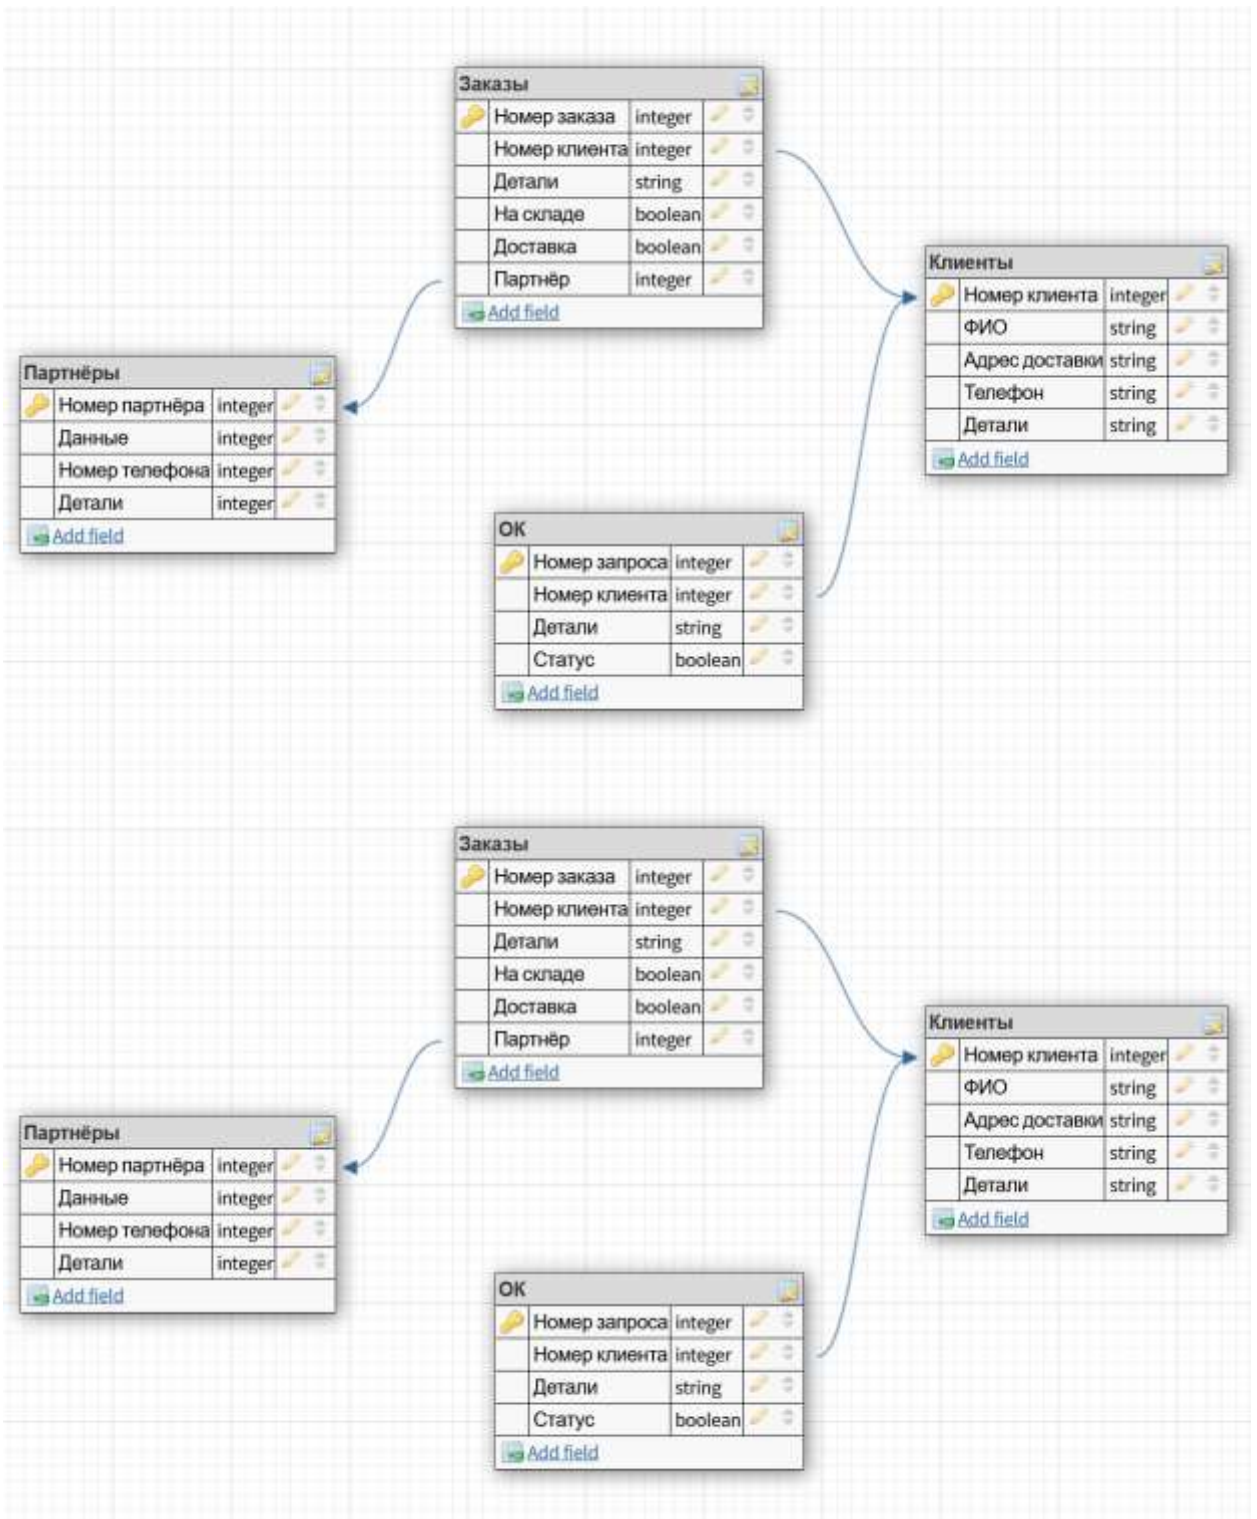 Заказы
Номер заказа integer
Номер клиента integer
Детали string
На складе boolean
Доставка boolean
Партнёр integer
Add field
Клиенты
Номер клиента integer
ФИО string
Адрес доставки string
Телефон string
Детали string
Add field
Партнёры
Номер партнёра integer
Данные integer
Номер телефона integer
Детали integer
Add field
ОК
Номер запроса integer
Номер клиента integer
Детали string
Статус boolean
Add field
Заказы
Номер заказа integer
Номер клиента integer
Детали string
На складе boolean
Доставка boolean
Партнёр integer
Add field
Клиенты
Номер клиента integer
ФИО string
Адрес доставки string
Телефон string
Детали string
Add field
Партнёры
Номер партнёра integer
Данные integer
Номер телефона integer
Детали integer
Add field
ОК
Номер запроса integer
Номер клиента integer
Детали string
Статус boolean
Add field